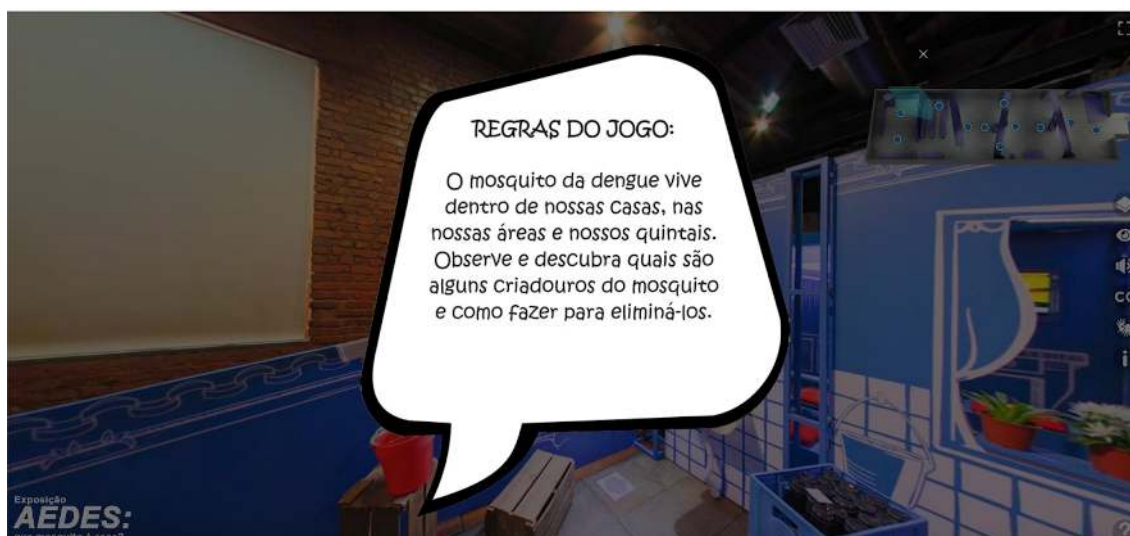 REGRAS DO JOGO:
O mosquito da dengue vive
dentro de nossas casas, nas
nossas áreas e nossos quintais.
Observe e descubra quais são
alguns criadouros do mosquito
e como fazer para eliminá-los.
Exposição
AEDES: